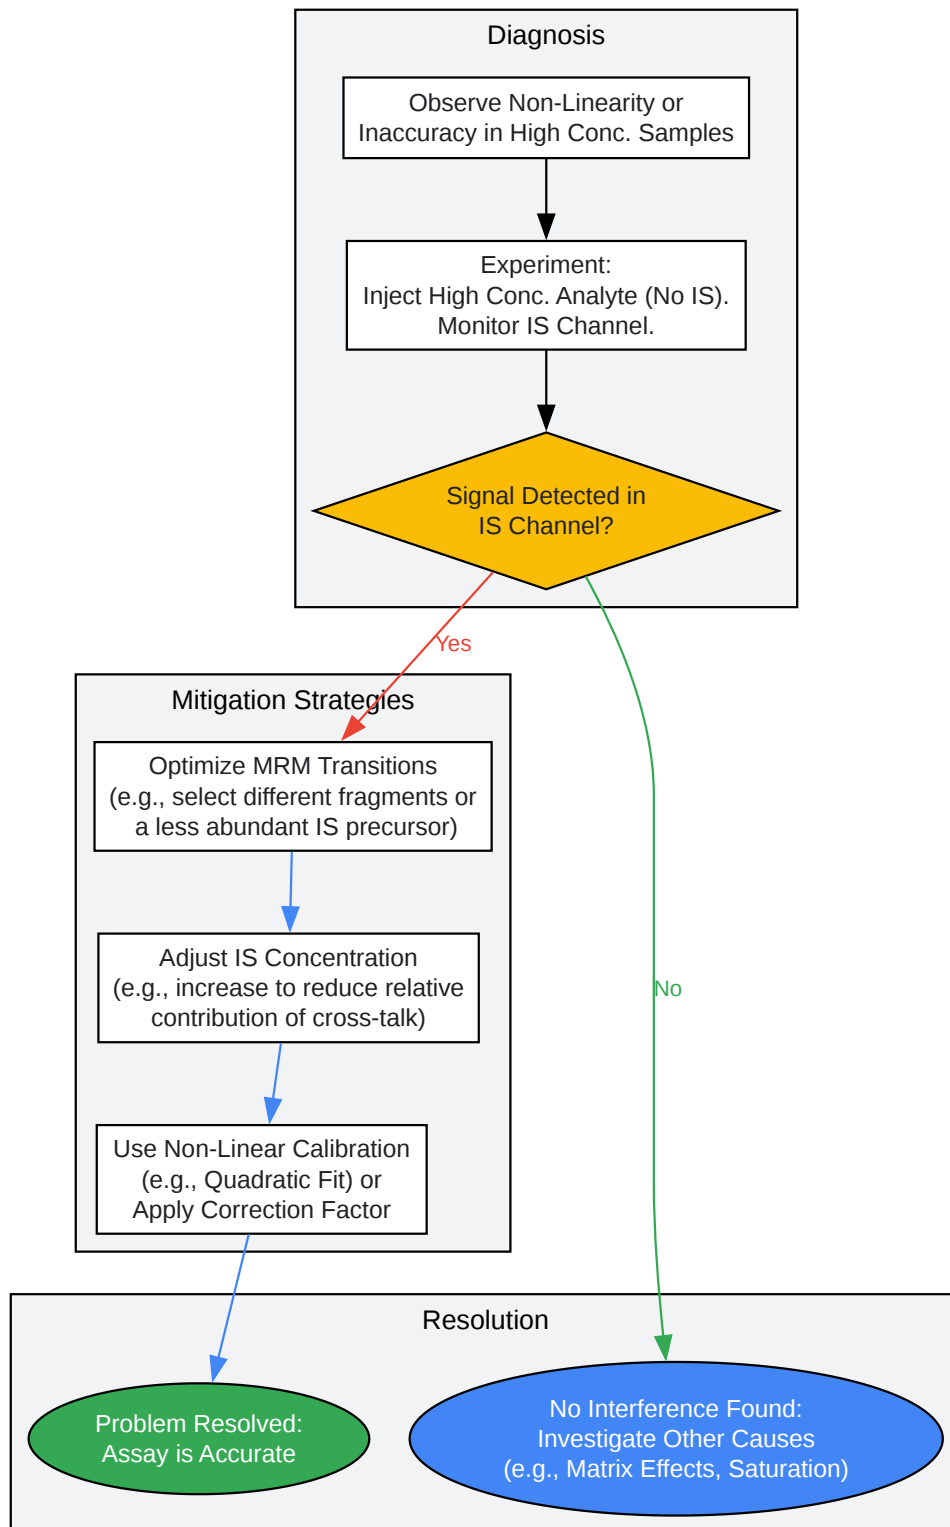 Diagnosis
Observe Non-Linearity or
Inaccuracy in High Conc. Samples
Experiment:
Inject High Conc. Analyte (No IS).
Monitor IS Channel.
Signal Detected in
IS Channel?
Yes
Mitigation Strategies
Optimize MRM Transitions
(e.g., select different fragments or
a less abundant IS precursor)
Adjust IS Concentration
(e.g., increase to reduce relative
contribution of cross-talk)
No
Use Non-Linear Calibration
(e.g., Quadratic Fit) or
Apply Correction Factor
Resolution
Problem Resolved:
Assay is Accurate
No Interference Found:
Investigate Other Causes
(e.g., Matrix Effects, Saturation)